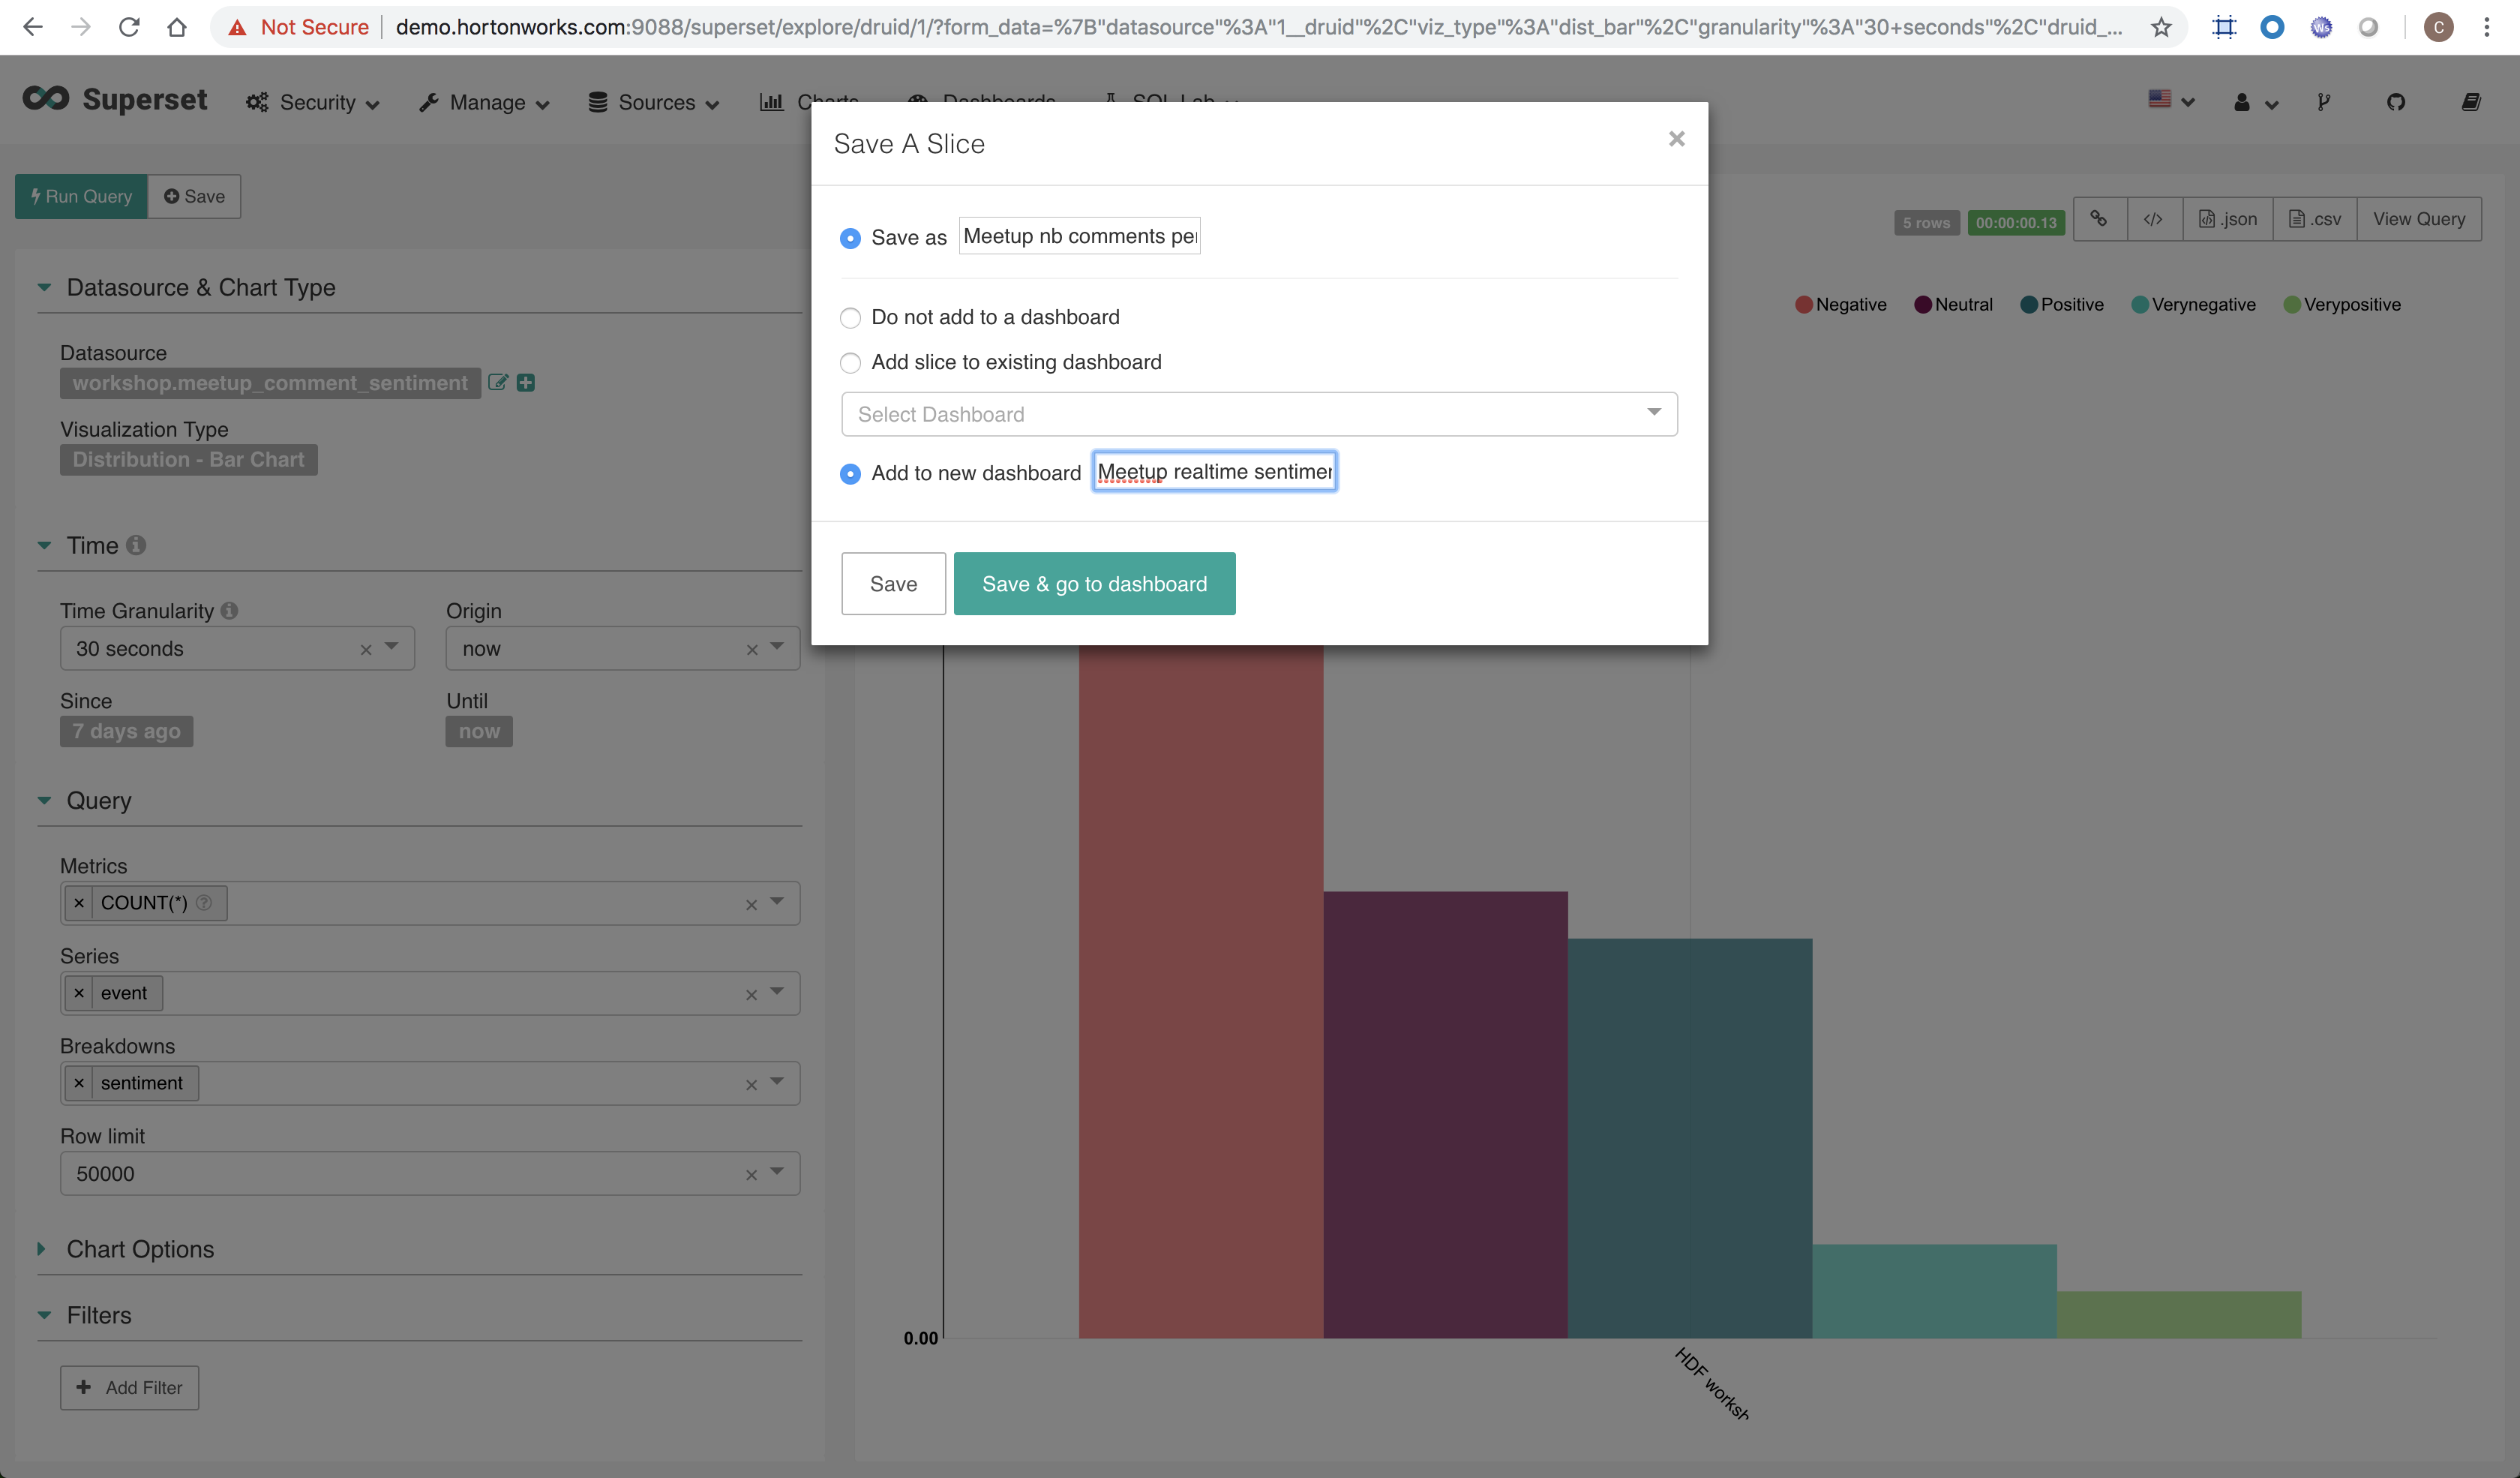 Not Secure demo.hortonworks.com:9088/superset/explore/druid/1/?form_data=%7B"datasource"%3A"1__druid"%2C"viz_type"%3A"dist_bar"%2C"granularity"%3A"30+seconds"%2C"druid_...
C
Superset Security Manage Sources Charts Dashboards SQL Lab
Save A Slice ×
Run Query Save
5 rows 00:00:00.13 </> .json .csv View Query
Save as Meetup nb comments pe
Do not add to a dashboard
Add slice to existing dashboard
Select Dashboard
Add to new dashboard Meetup realtime sentimen
Save Save & go to dashboard
Datasource & Chart Type
Datasource
workshop.meetup_comment_sentiment
Visualization Type
Distribution - Bar Chart
Time
Time Granularity Origin
30 seconds × now ×
Since Until
7 days ago now
Query
Metrics
× COUNT(*) ? ×
Series
× event ×
Breakdowns
× sentiment ×
Row limit
50000 ×
Chart Options
Filters
+ Add Filter
Negative Neutral Positive Verynegative Verypositive
0.00
HDF worksh